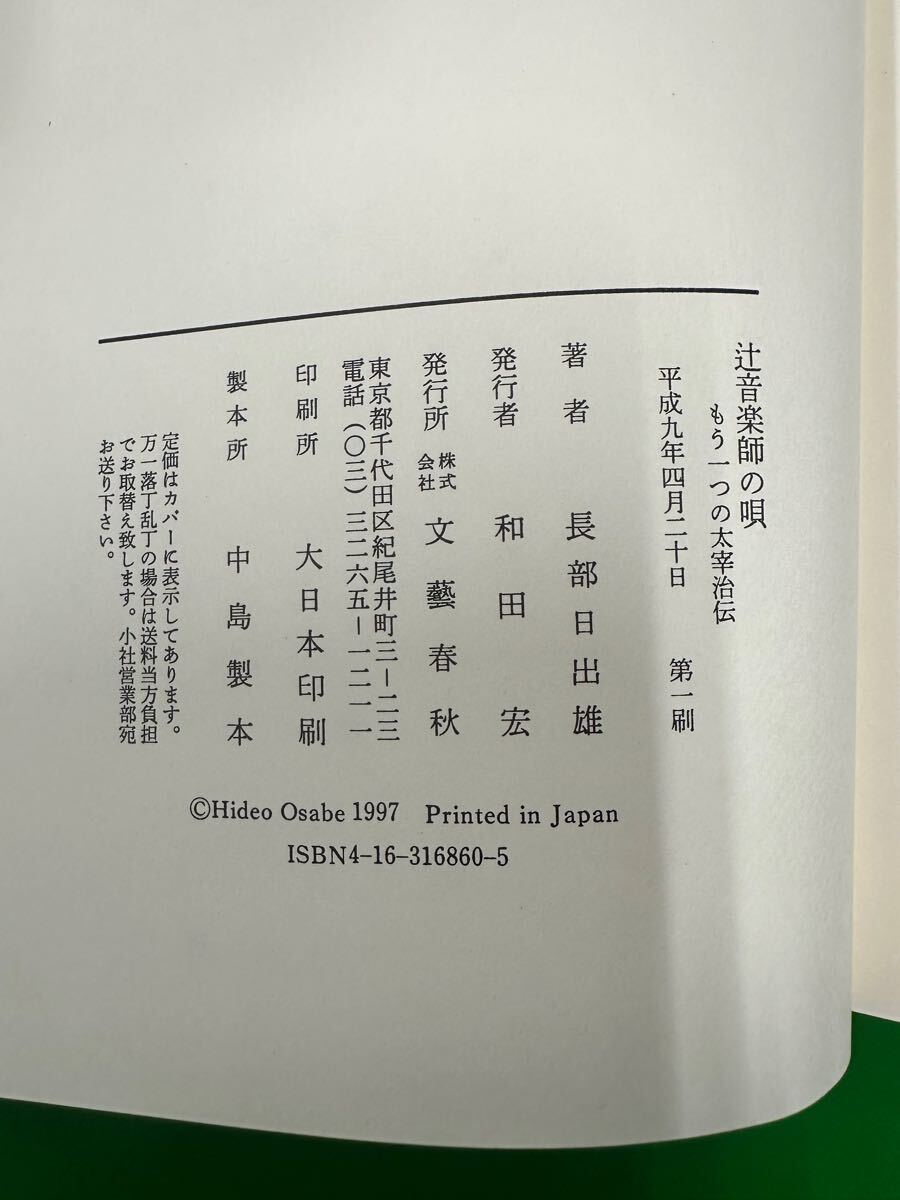 辻音楽師の唄
もう一つの太宰治伝
平成九年四月二十日　第一刷
著者　長部日出雄
発行者　和田宏
発行所　株式会社　文藝春秋
東京都千代田区紀尾井町三−二三
電話（〇三）三二六五−一二一一
印刷所　大日本印刷
製本所　中島製本
定価はカバーに表示してあります。
万一落丁乱丁の場合は送料当方負担
でお取替え致します。小社営業部宛
お送り下さい。
©Hideo Osabe 1997　Printed in Japan
ISBN4-16-316860-5